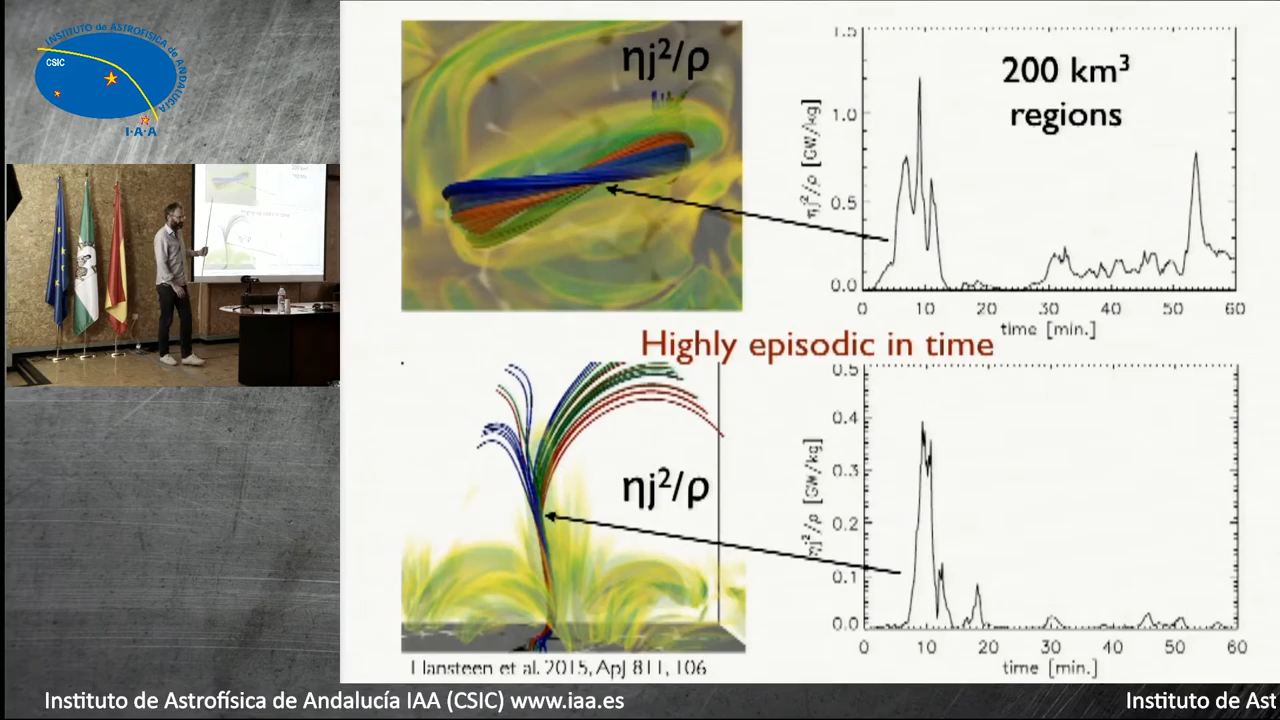 INSTITUTO de ASTROFÍSICA de ANDALUCÍA
CSIC
I·A·A
ηj²/ρ
200 km³
regions
ηj²/ρ [GW/kg]
1.5
1.0
0.5
0.0
0 10 20 30 40 50 60
time [min.]
Highly episodic in time
ηj²/ρ
ηj²/ρ [GW/kg]
0.5
0.4
0.3
0.2
0.1
0.0
0 10 20 30 40 50 60
time [min.]
Hansteen et al. 2015, ApJ 811, 106
Instituto de Astrofísica de Andalucía IAA (CSIC) www.iaa.es
Instituto de Ast